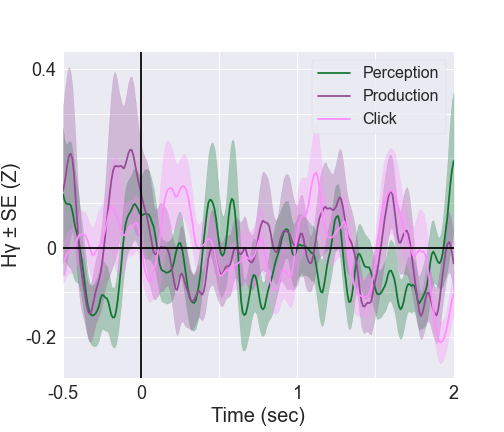 Perception
Production
Click
Hγ ± SE (Z)
0.4
0
-0.2
-0.5
0
1
2
Time (sec)